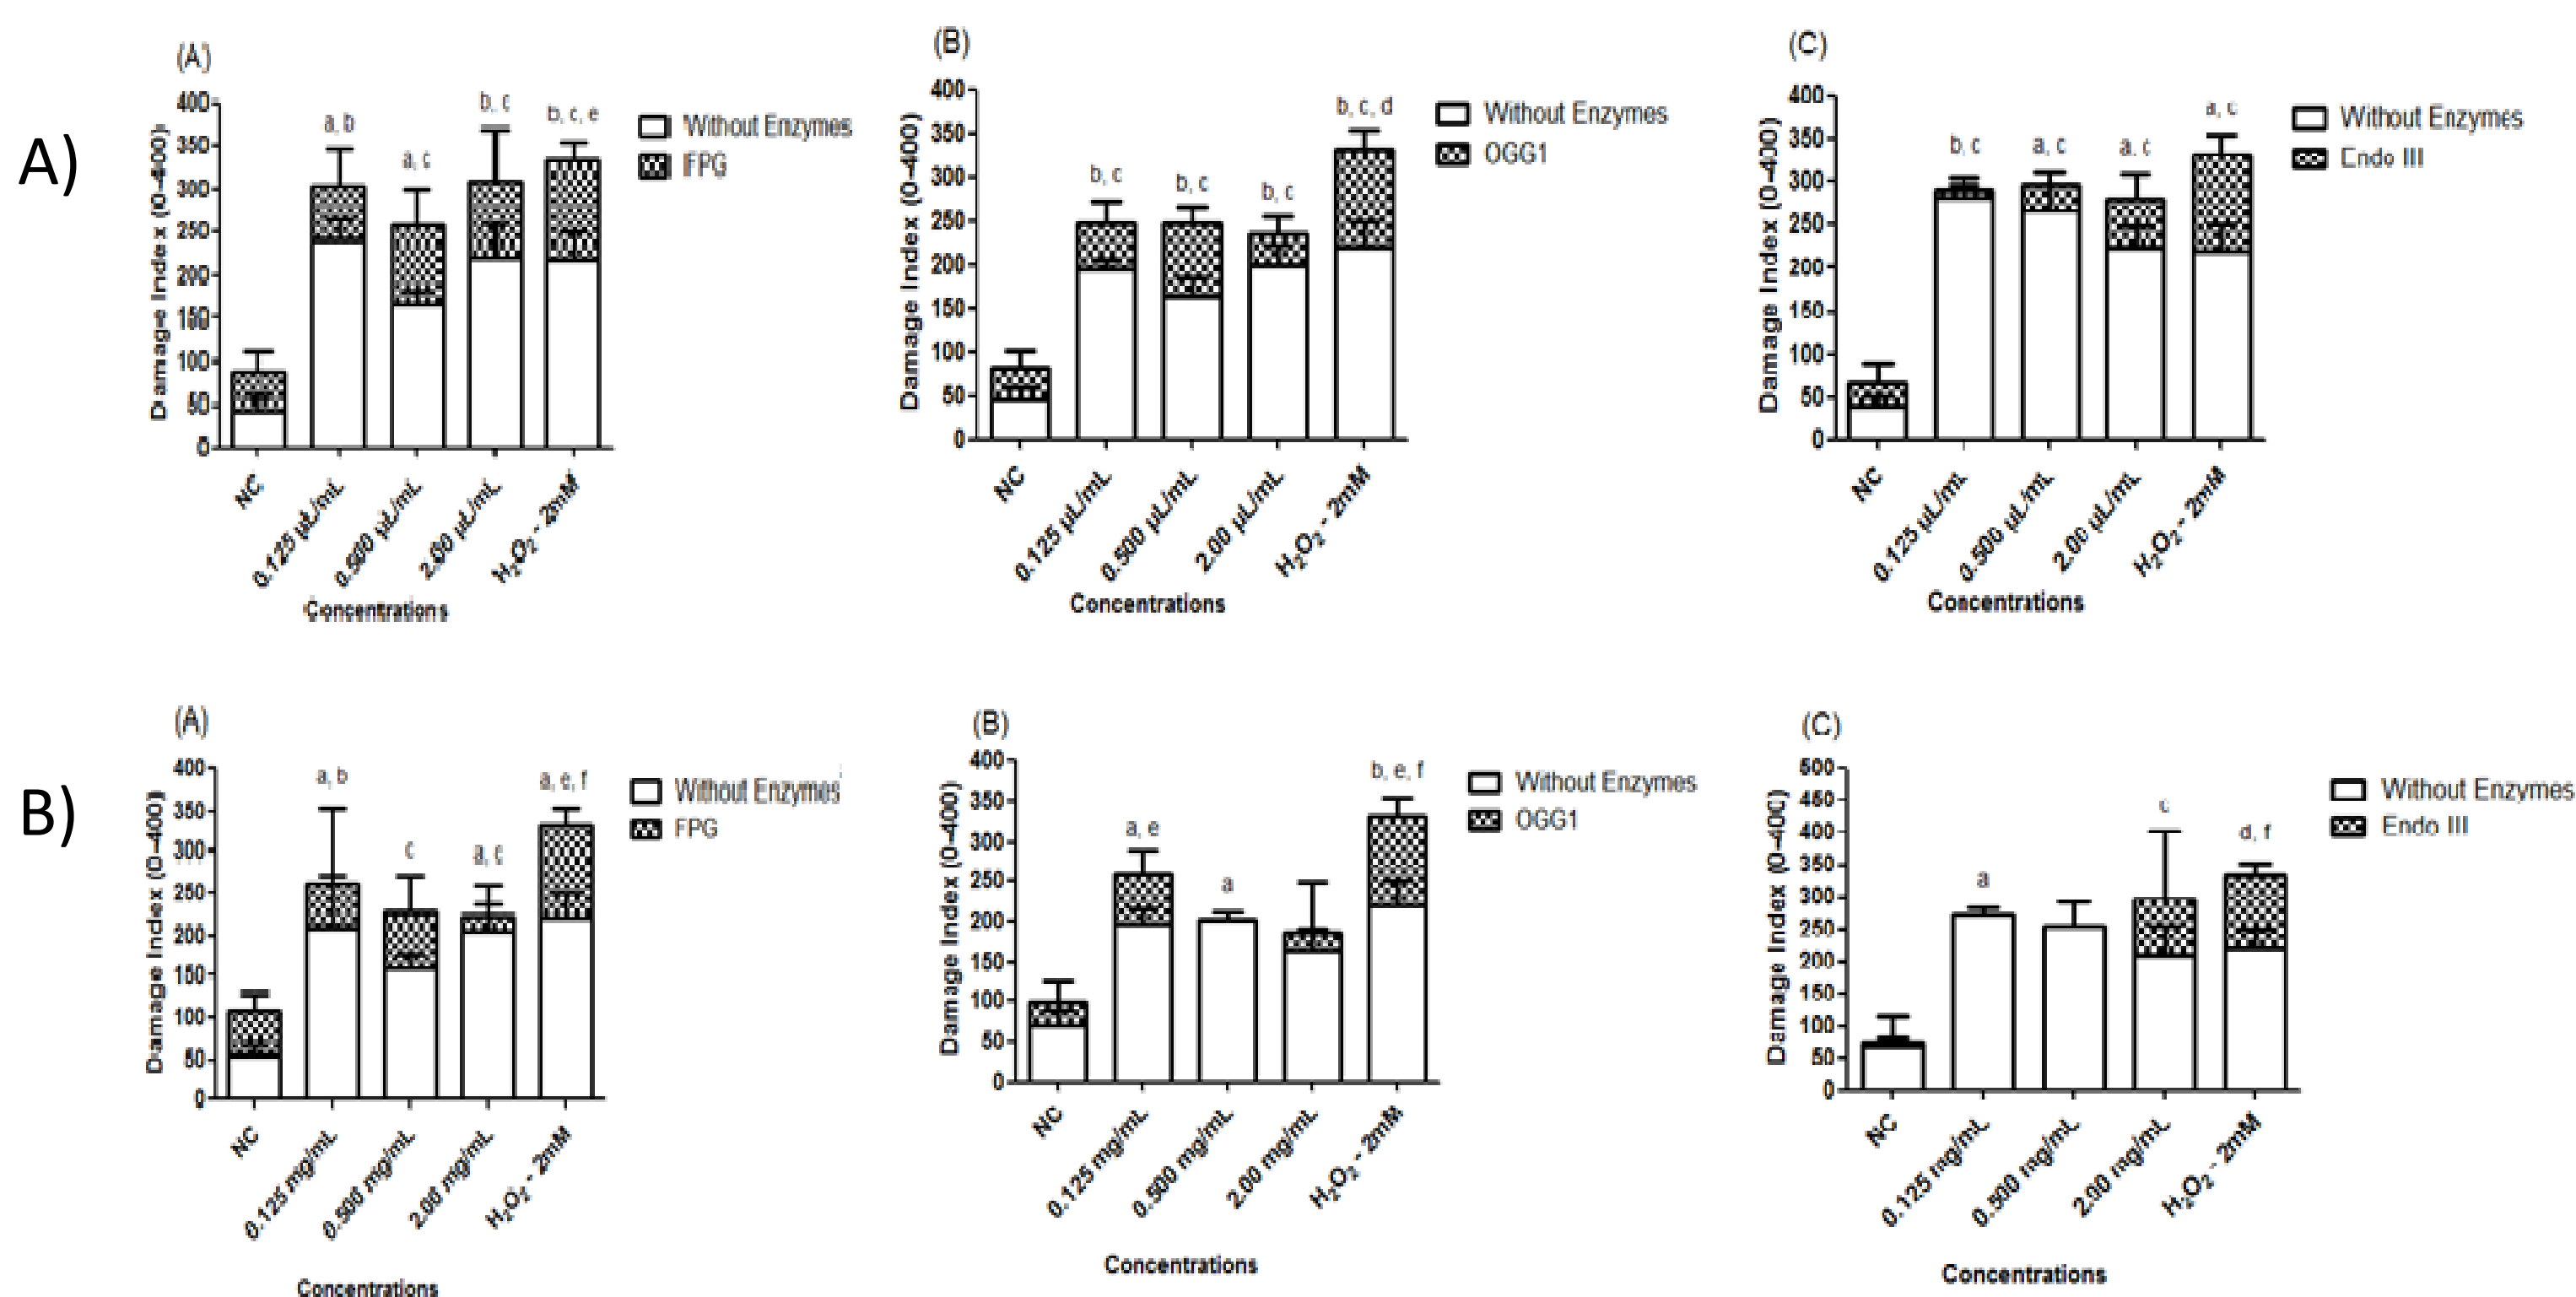 A)
(A)
Damage Index (0-400)
400
350
300
250
200
150
100
50
0
a, b
a, c
b, c
b, c, e
Without Enzymes
FPG
NC
0.125 µL/mL
0.500 µL/mL
2.00 µL/mL
H₂O₂ - 2mM
Concentrations
(B)
Damage Index (0-400)
400
350
300
250
200
150
100
50
0
b, c
b, c
b, c
b, c, d
Without Enzymes
OGG1
NC
0.125 µL/mL
0.500 µL/mL
2.00 µL/mL
H₂O₂ - 2mM
Concentrations
(C)
Damage Index (0-400)
400
350
300
250
200
150
100
50
0
b, c
a, c
a, c
a, c
Without Enzymes
Endo III
NC
0.125 µL/mL
0.500 µL/mL
2.00 µL/mL
H₂O₂ - 2mM
Concentrations
B)
(A)
Damage Index (0-400)
400
350
300
250
200
150
100
50
0
a, b
c
a, c
a, e, f
Without Enzymes
FPG
NC
0.125 mg/mL
0.500 mg/mL
2.00 mg/mL
H₂O₂ - 2mM
Concentrations
(B)
Damage Index (0-400)
400
350
300
250
200
150
100
50
0
a, e
a
b, e, f
Without Enzymes
OGG1
NC
0.125 mg/mL
0.500 mg/mL
2.00 mg/mL
H₂O₂ - 2mM
Concentrations
(C)
Damage Index (0-400)
500
450
400
350
300
250
200
150
100
50
0
a
c
d, f
Without Enzymes
Endo III
NC
0.125 mg/mL
0.500 mg/mL
2.00 mg/mL
H₂O₂ - 2mM
Concentrations